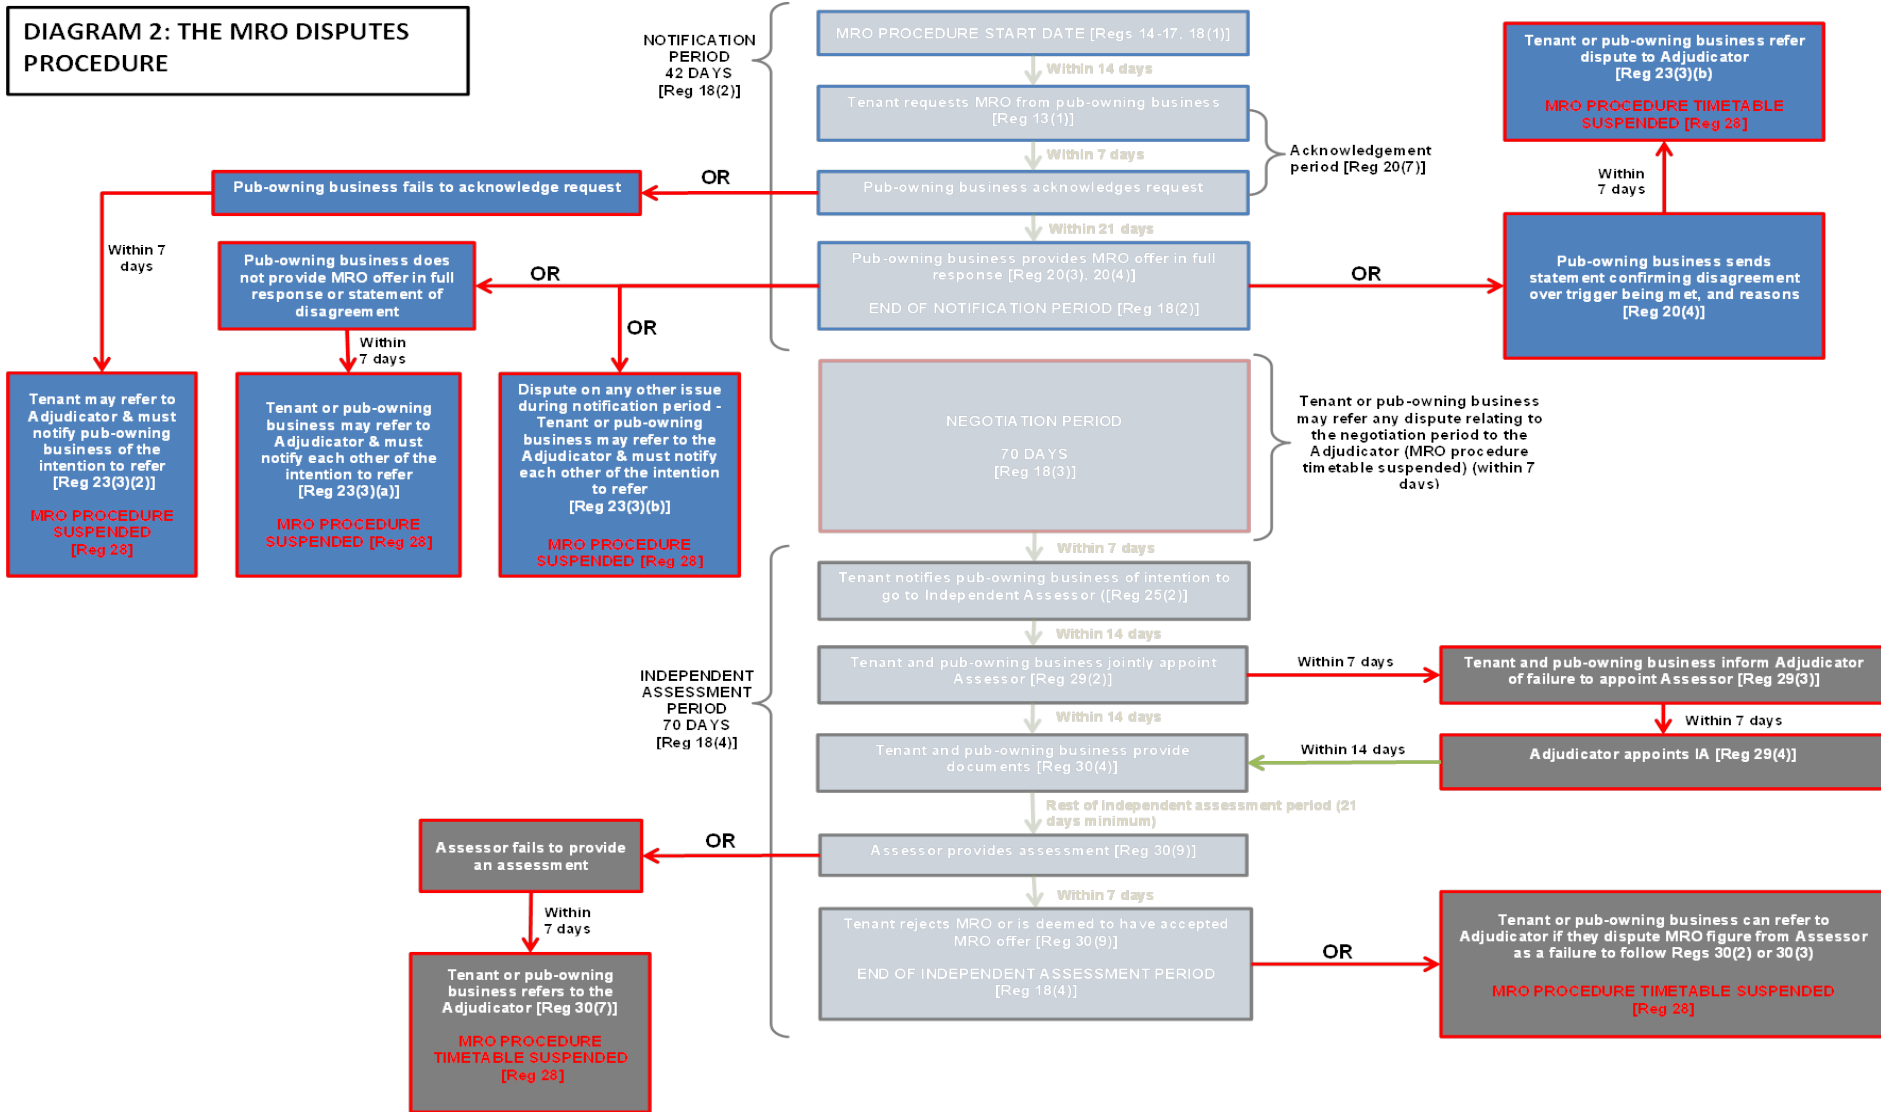 DIAGRAM 2: THE MRO DISPUTES
PROCEDURE
NOTIFICATION
PERIOD
42 DAYS
[Reg 18(2)]
MRO PROCEDURE START DATE [Regs 14-17, 18(1)]
Within 14 days
Tenant requests MRO from pub-owning business
[Reg 13(1)]
Within 7 days
Acknowledgement
period [Reg 20(7)]
Pub-owning business acknowledges request
OR
Pub-owning business fails to acknowledge request
Within 7
days
Within 21 days
Pub-owning business provides MRO offer in full
response [Reg 20(3), 20(4)]
END OF NOTIFICATION PERIOD [Reg 18(2)]
OR
Pub-owning business does
not provide MRO offer in full
response or statement of
disagreement
OR
Within
7 days
OR
Pub-owning business sends
statement confirming disagreement
over trigger being met, and reasons
[Reg 20(4)]
Within
7 days
Tenant or pub-owning business refer
dispute to Adjudicator
[Reg 23(3)(b)
MRO PROCEDURE TIMETABLE
SUSPENDED [Reg 28]
Tenant may refer to
Adjudicator & must
notify pub-owning
business of the
intention to refer
[Reg 23(3)(2)]
MRO PROCEDURE
SUSPENDED
[Reg 28]
Tenant or pub-owning
business may refer to
Adjudicator & must
notify each other of
the intention to refer
[Reg 23(3)(a)]
MRO PROCEDURE
SUSPENDED [Reg 28]
Dispute on any other issue
during notification period -
Tenant or pub-owning
business may refer to the
Adjudicator & must notify
each other of the intention
to refer
[Reg 23(3)(b)]
MRO PROCEDURE
SUSPENDED [Reg 28]
NEGOTIATION PERIOD
70 DAYS
[Reg 18(3)]
Tenant or pub-owning business
may refer any dispute relating to
the negotiation period to the
Adjudicator (MRO procedure
timetable suspended) (within 7
days)
Within 7 days
INDEPENDENT
ASSESSMENT
PERIOD
70 DAYS
[Reg 18(4)]
Tenant notifies pub-owning business of intention to
go to Independent Assessor ([Reg 25(2)]
Within 14 days
Tenant and pub-owning business jointly appoint
Assessor [Reg 29(2)]
Within 7 days
Tenant and pub-owning business inform Adjudicator
of failure to appoint Assessor [Reg 29(3)]
Within 7 days
Adjudicator appoints IA [Reg 29(4)]
Within 14 days
Within 14 days
Tenant and pub-owning business provide
documents [Reg 30(4)]
Rest of independent assessment period (21
days minimum)
Assessor provides assessment [Reg 30(9)]
OR
Assessor fails to provide
an assessment
Within
7 days
Tenant or pub-owning
business refers to the
Adjudicator [Reg 30(7)]
MRO PROCEDURE
TIMETABLE SUSPENDED
[Reg 28]
Within 7 days
Tenant rejects MRO or is deemed to have accepted
MRO offer [Reg 30(9)]
END OF INDEPENDENT ASSESSMENT PERIOD
[Reg 18(4)]
OR
Tenant or pub-owning business can refer to
Adjudicator if they dispute MRO figure from Assessor
as a failure to follow Regs 30(2) or 30(3)
MRO PROCEDURE TIMETABLE SUSPENDED
[Reg 28]